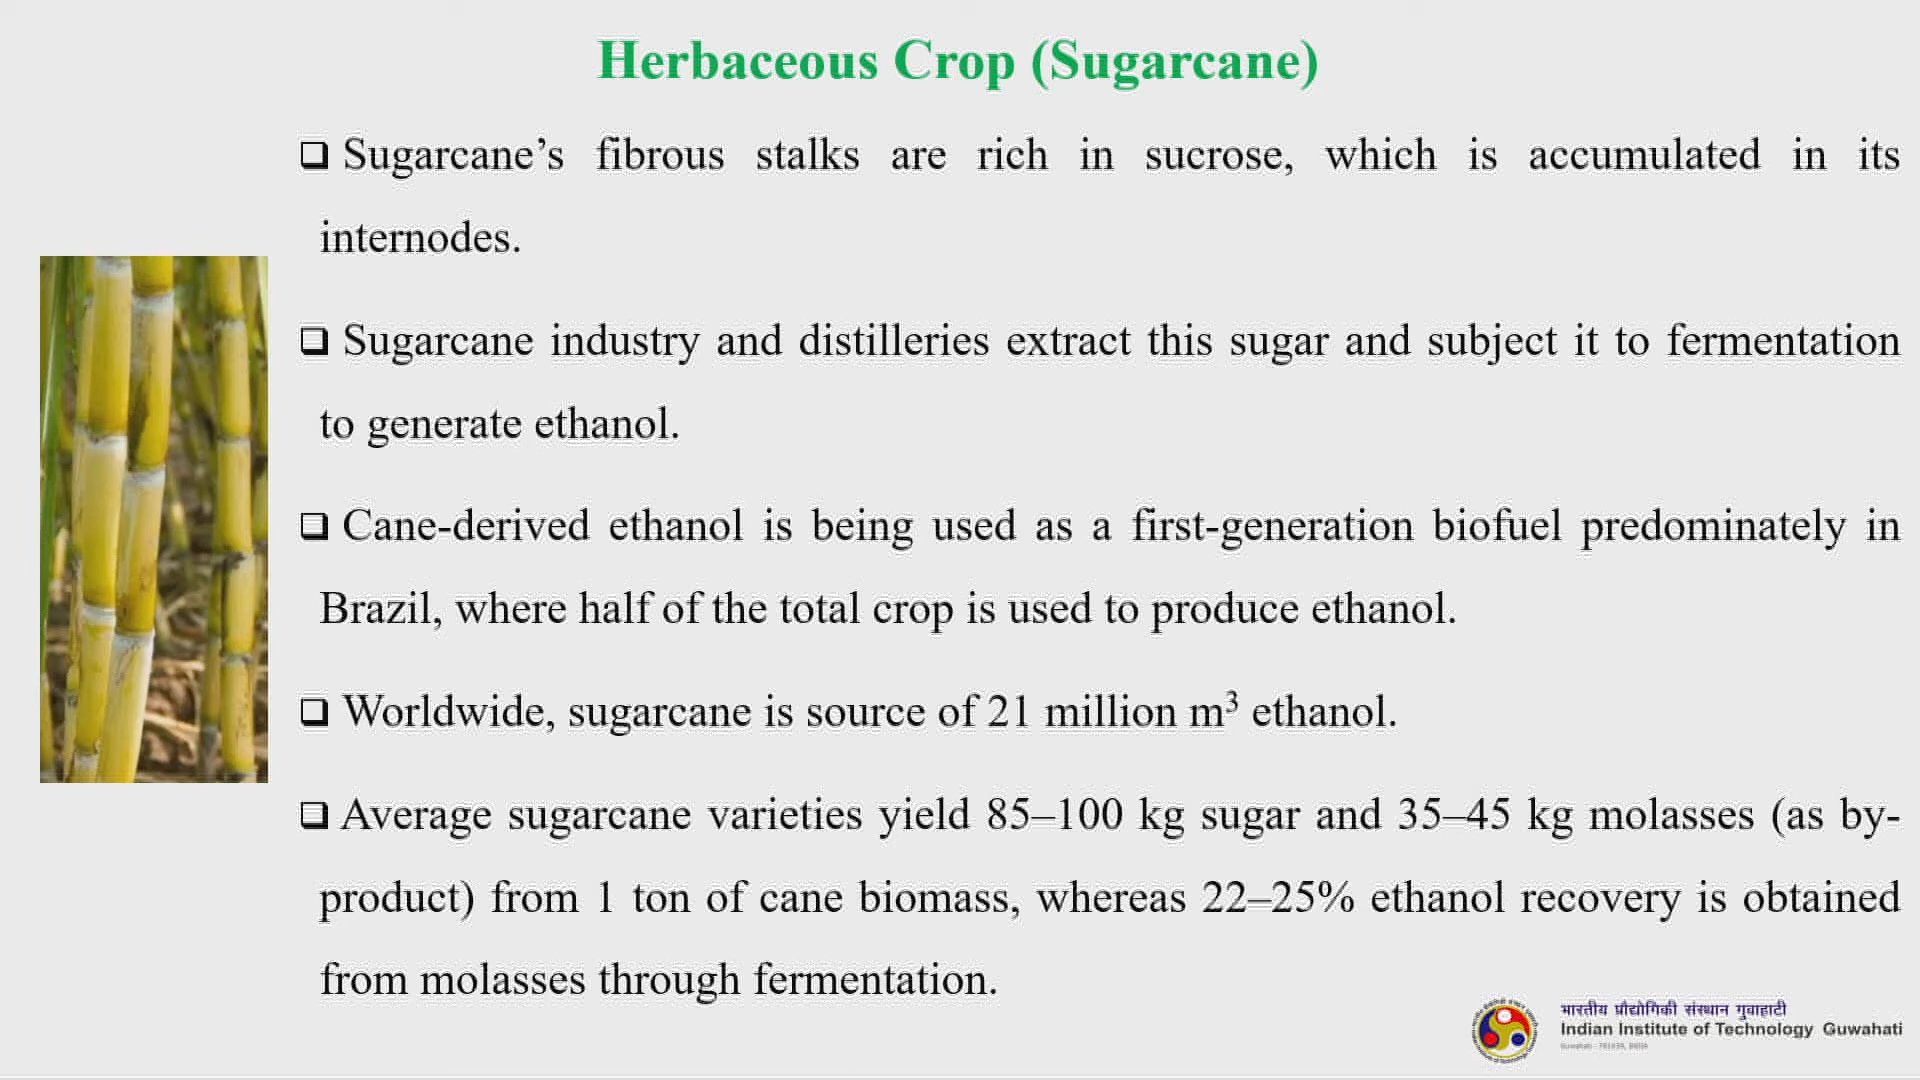 Herbaceous Crop (Sugarcane)
❑ Sugarcane’s fibrous stalks are rich in sucrose, which is accumulated in its
internodes.
❑ Sugarcane industry and distilleries extract this sugar and subject it to fermentation
to generate ethanol.
❑ Cane-derived ethanol is being used as a first-generation biofuel predominately in
Brazil, where half of the total crop is used to produce ethanol.
❑ Worldwide, sugarcane is source of 21 million m³ ethanol.
❑ Average sugarcane varieties yield 85–100 kg sugar and 35–45 kg molasses (as by-
product) from 1 ton of cane biomass, whereas 22–25% ethanol recovery is obtained
from molasses through fermentation.
भारतीय प्रौद्योगिकी संस्थान गुवाहाटी
Indian Institute of Technology Guwahati
Guwahati - 781039, INDIA